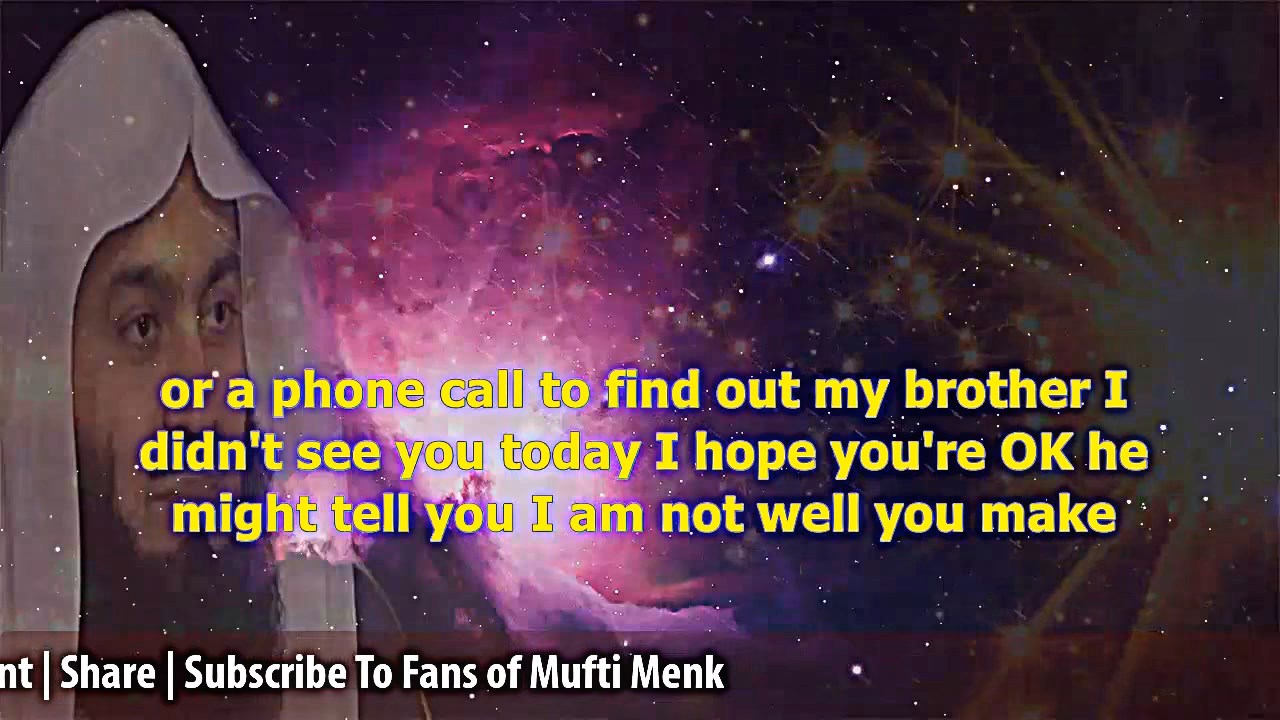 or a phone call to find out my brother I
didn't see you today I hope you're OK he
might tell you I am not well you make
nt | Share | Subscribe To Fans of Mufti Menk